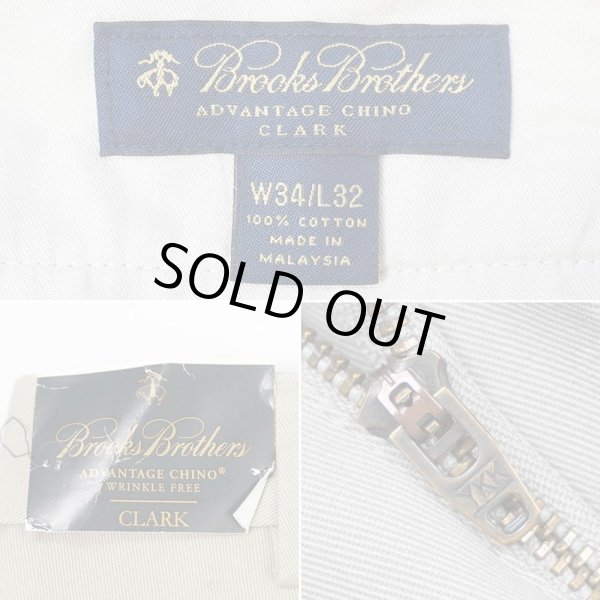 Brooks Brothers
ADVANTAGE CHINO
CLARK
W34/L32
100% COTTON
MADE IN
MALAYSIA
SOLD OUT
Brooks Brothers
ADVANTAGE CHINO®
WRINKLE FREE
CLARK
YKK